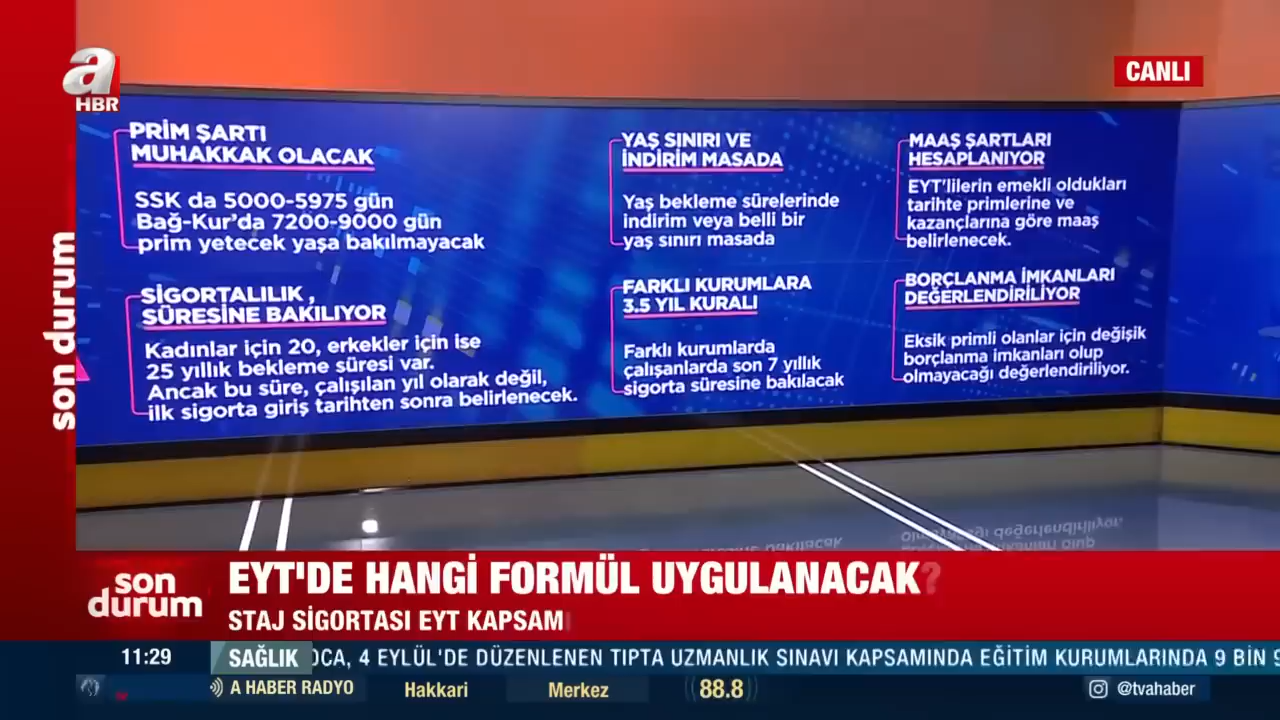 a
HBR
CANLI
PRİM ŞARTI
MUHAKKAK OLACAK
SSK da 5000-5975 gün
Bağ-Kur'da 7200-9000 gün
prim yetecek yaşa bakılmayacak
SİGORTALILIK,
SÜRESİNE BAKILIYOR
Kadınlar için 20, erkekler için ise
25 yıllık bekleme süresi var.
Ancak bu süre, çalışılan yıl olarak değil,
ilk sigorta giriş tarihten sonra belirlenecek.
YAŞ SINIRI VE
İNDİRİM MASADA
Yaş bekleme sürelerinde
indirim veya belli bir
yaş sınırı masada
FARKLI KURUMLARA
3.5 YIL KURALI
Farklı kurumlarda
çalışanlarda son 7 yıllık
sigorta süresine bakılacak
MAAŞ ŞARTLARI
HESAPLANIYOR
EYT'lilerin emekli oldukları
tarihte primlerine ve
kazançlarına göre maaş
belirlenecek.
BORÇLANMA İMKANLARI
DEĞERLENDİRİLİYOR
Eksik primli olanlar için değişik
borçlanma imkanları olup
olmayacağı değerlendiriliyor.
son durum
son
durum
EYT'DE HANGİ FORMÜL UYGULANACAK?
STAJ SİGORTASI EYT KAPSAM
11:29
SAĞLIK
OCA, 4 EYLÜL'DE DÜZENLENEN TIPTA UZMANLIK SINAVI KAPSAMINDA EĞİTİM KURUMLARINDA 9 BİN
A HABER RADYO
Hakkari
Merkez
88.8
@tvahaber